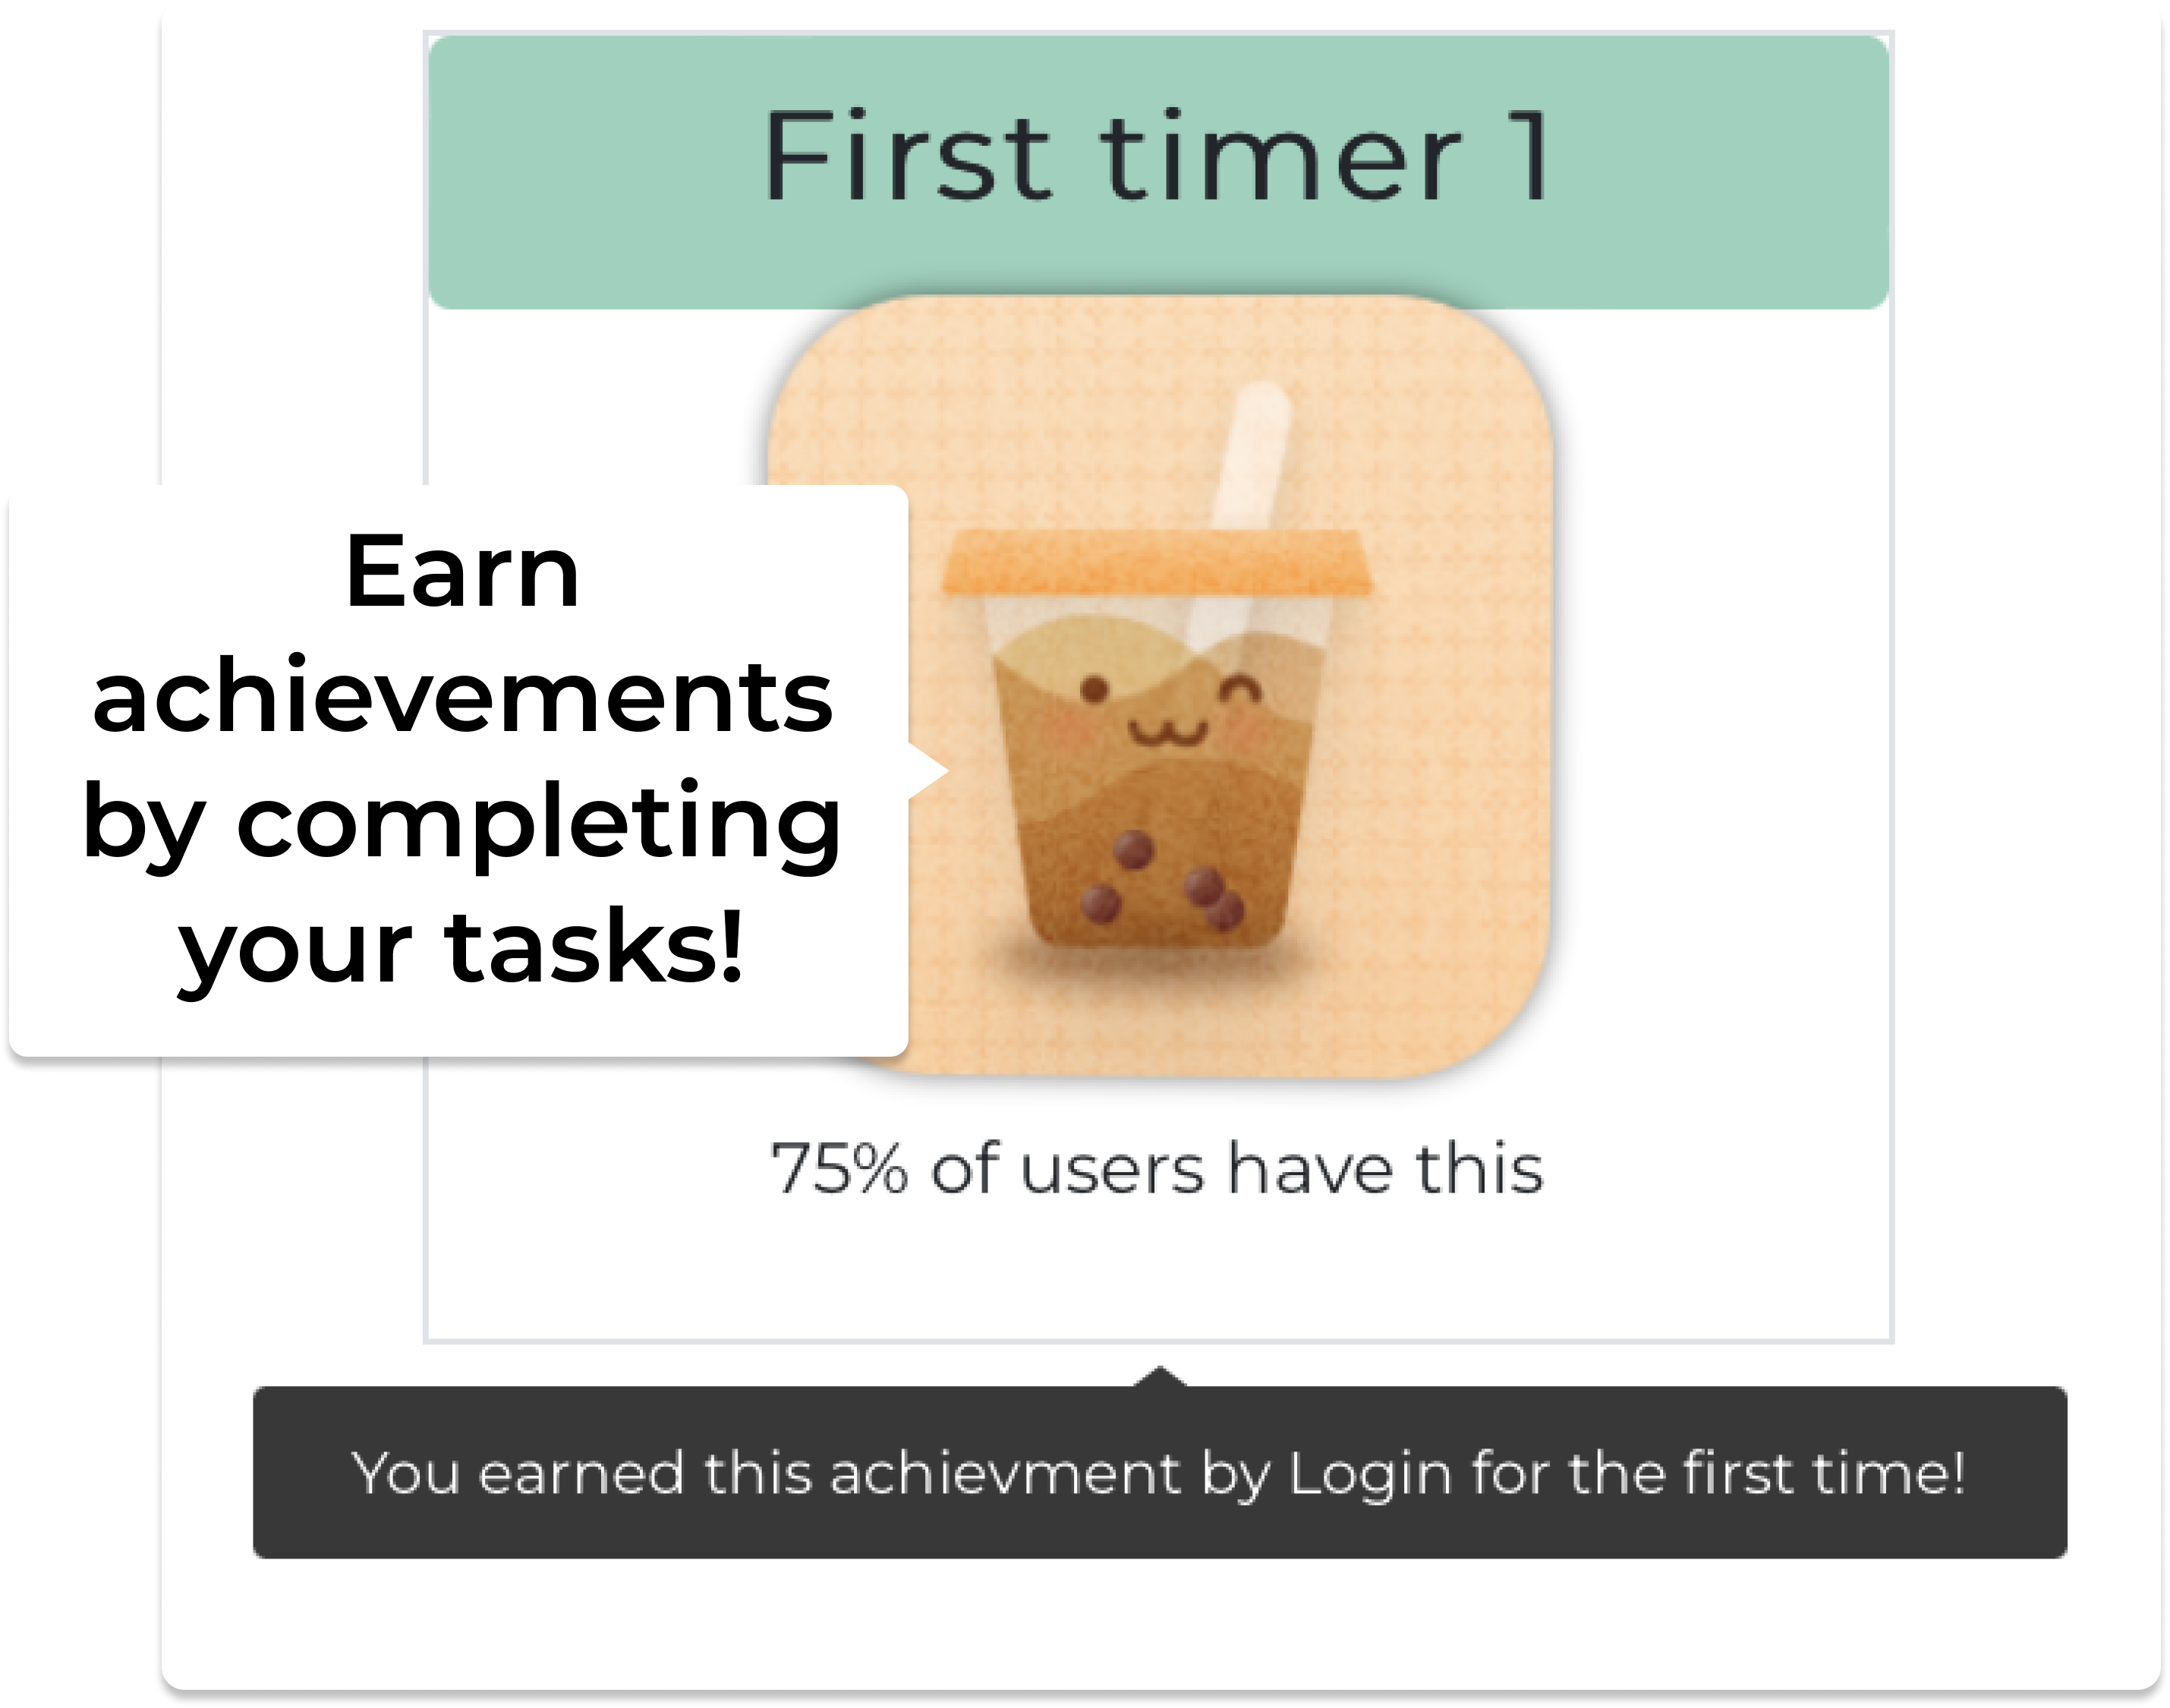 First timer 1
Earn
achievements
by completing
your tasks!
75% of users have this
You earned this achievment by Login for the first time!